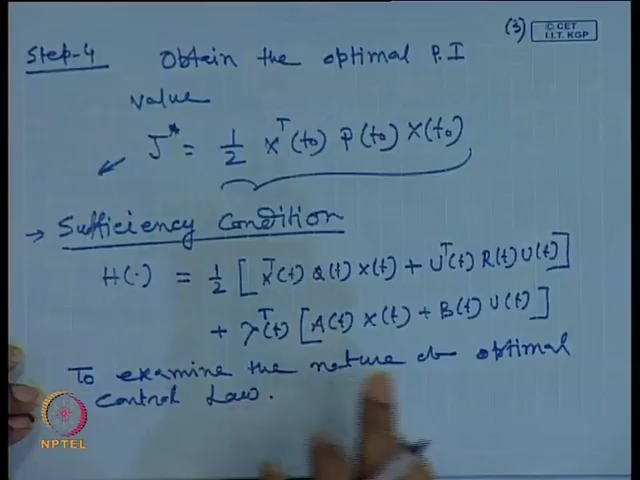 (3) © CET
I.I.T. KGP
Step-4 Obtain the optimal P.I
value
J* = 1/2 X^T(t₀) P(t₀) X(t₀)
→ Sufficiency Condition
H(·) = 1/2 [ X^T(t) Q(t) X(t) + U^T(t) R(t) U(t) ]
+ λ^T(t) [ A(t) X(t) + B(t) U(t) ]
To examine the nature of optimal
Control Law.
NPTEL